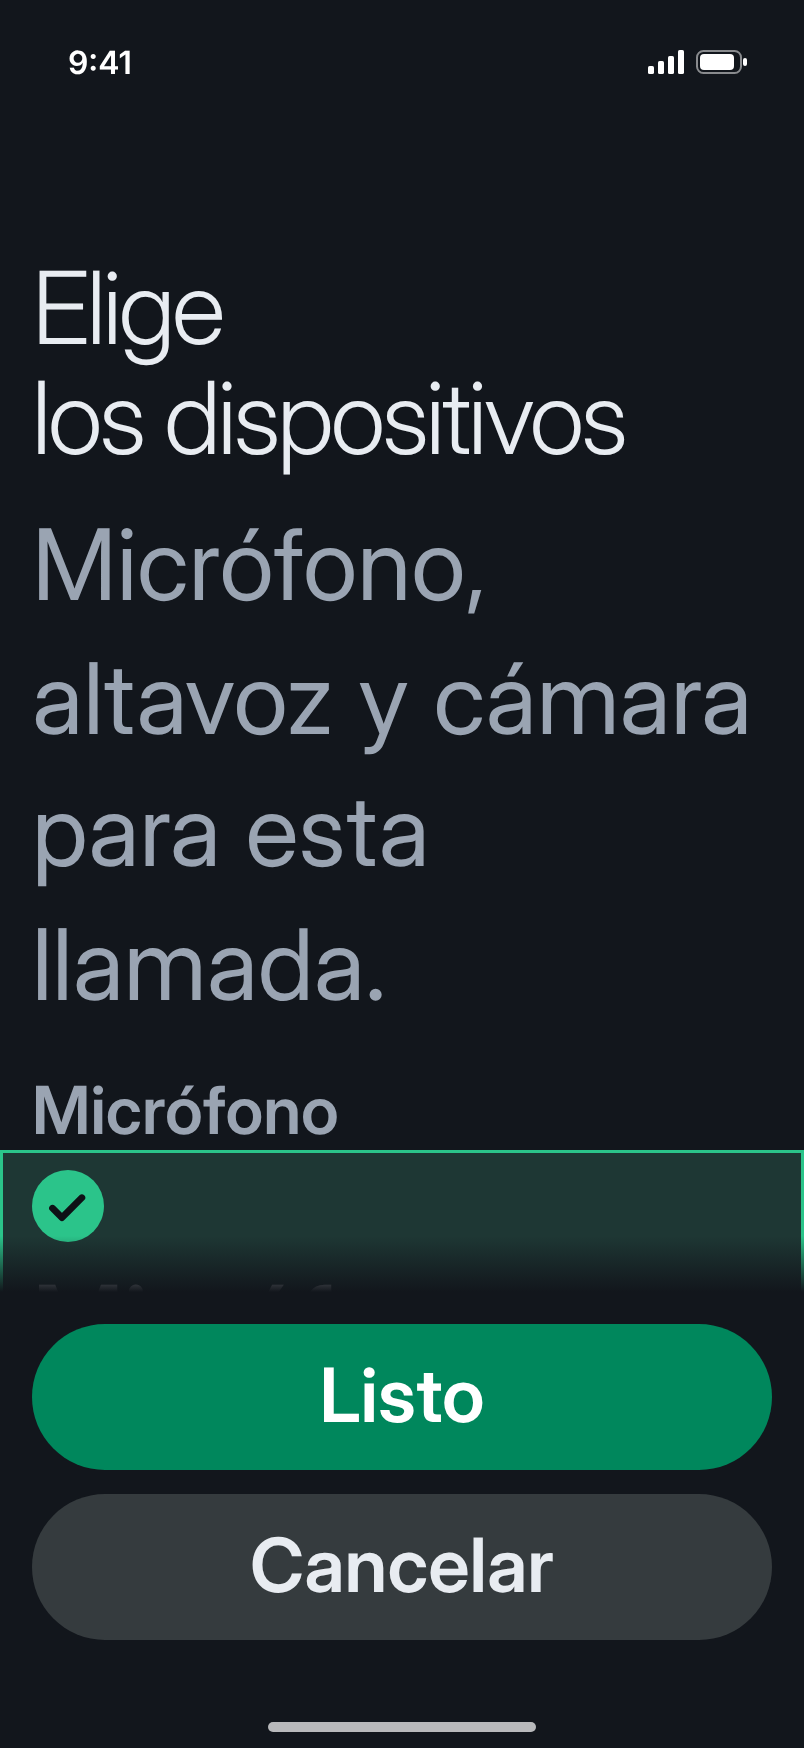 9:41
Elige
los dispositivos
Micrófono,
altavoz y cámara
para esta
llamada.
Micrófono
Listo
Cancelar